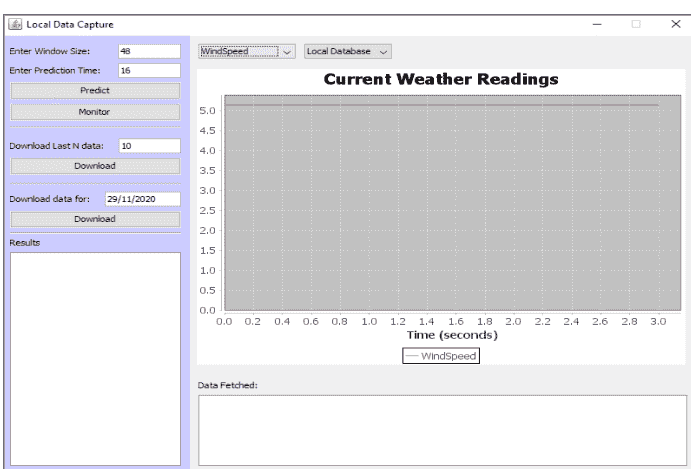 Local Data Capture
Enter Window Size: 48
Enter Prediction Time: 16
Predict
Monitor
Download Last N data: 10
Download
Download data for: 29/11/2020
Download
Results
WindSpeed Local Database
Current Weather Readings
5.0
4.5
4.0
3.5
3.0
2.5
2.0
1.5
1.0
0.5
0.0
0.0 0.2 0.4 0.6 0.8 1.0 1.2 1.4 1.6 1.8 2.0 2.2 2.4 2.6 2.8 3.0
Time (seconds)
WindSpeed
Data Fetched: